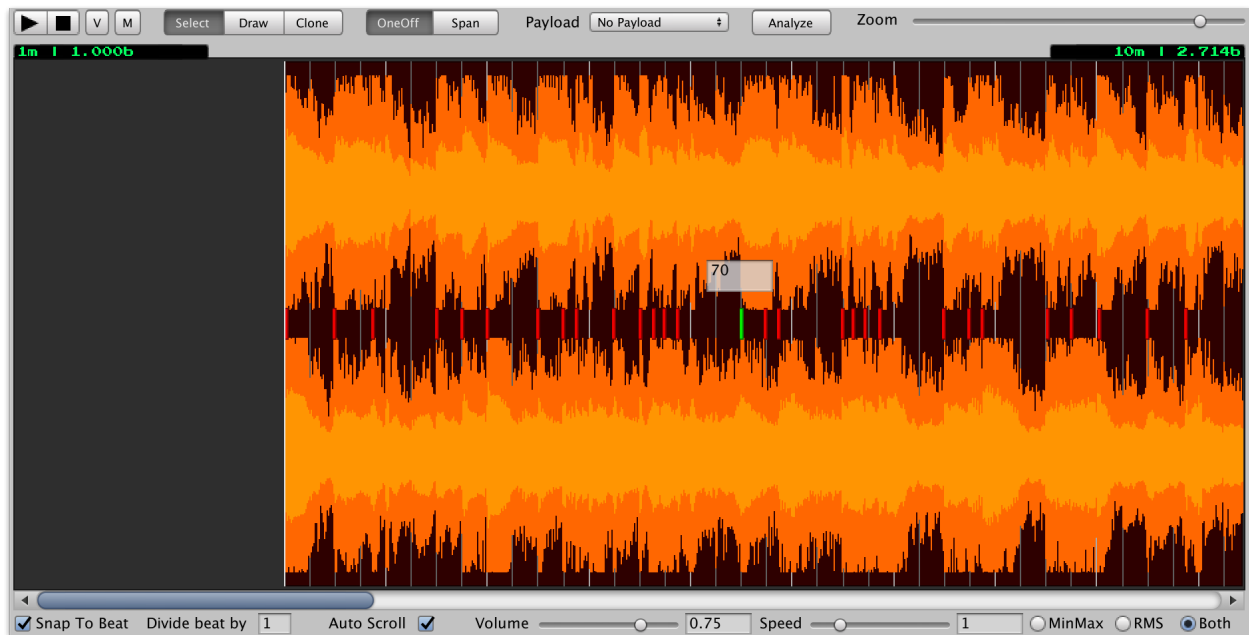 V M Select Draw Clone OneOff Span Payload No Payload Analyze Zoom
1m | 1.000b 10m | 2.714b
70
Snap To Beat Divide beat by 1 Auto Scroll Volume 0.75 Speed 1 MinMax RMS Both